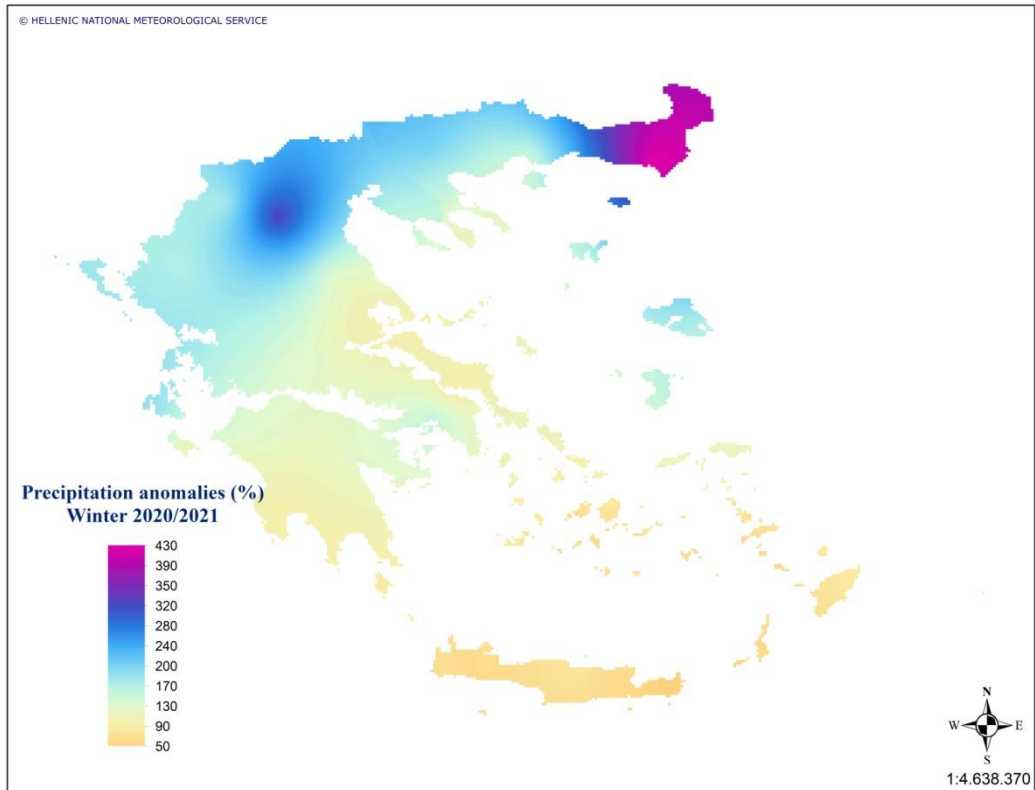 © HELLENIC NATIONAL METEOROLOGICAL SERVICE
Precipitation anomalies (%)
Winter 2020/2021
430
390
350
320
280
240
200
170
130
90
50
N
W E
S
1:4.638.370